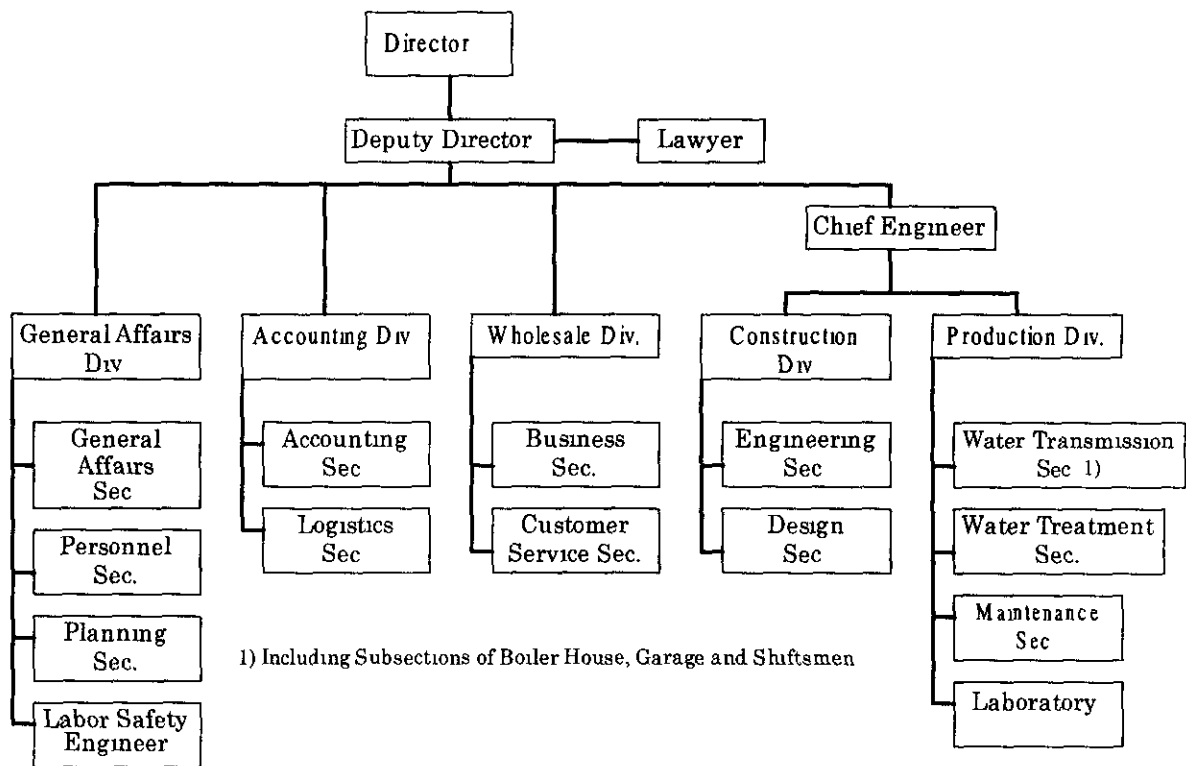 Director
Deputy Director
Lawyer
Chief Engineer
General Affairs
Div
Accounting Div
Wholesale Div.
Construction
Div
Production Div.
General
Affairs
Sec
Personnel
Sec.
Planning
Sec.
Labor Safety
Engineer
Accounting
Sec
Logistics
Sec
Business
Sec.
Customer
Service Sec.
Engineering
Sec
Design
Sec
Water Transmission
Sec 1)
Water Treatment
Sec.
Maintenance
Sec
Laboratory
1) Including Subsections of Boiler House, Garage and Shiftsmen